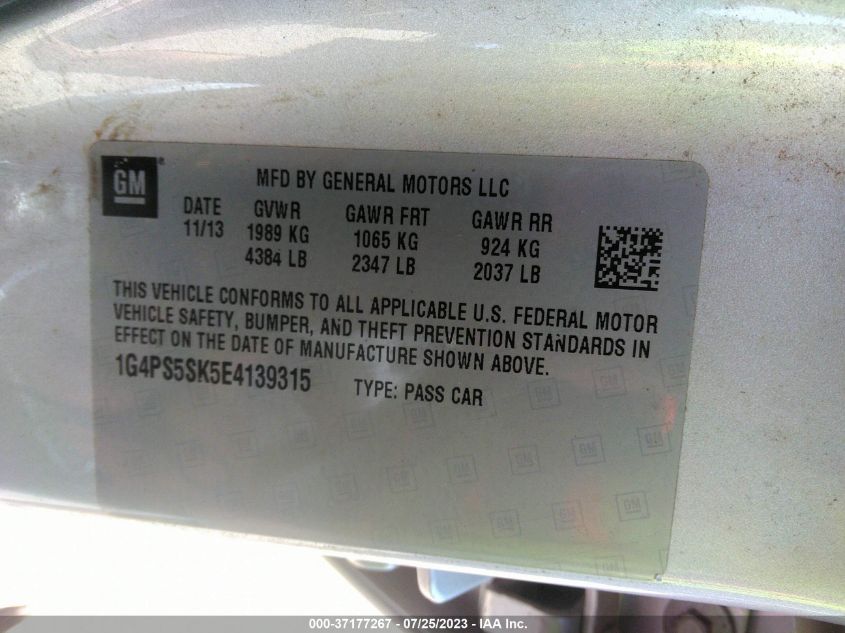 GM
®
MFD BY GENERAL MOTORS LLC
DATE GVWR GAWR FRT GAWR RR
11/13 1989 KG 1065 KG 924 KG
4384 LB 2347 LB 2037 LB
THIS VEHICLE CONFORMS TO ALL APPLICABLE U.S. FEDERAL MOTOR
VEHICLE SAFETY, BUMPER, AND THEFT PREVENTION STANDARDS IN
EFFECT ON THE DATE OF MANUFACTURE SHOWN ABOVE.
1G4PS5SK5E4139315 TYPE: PASS CAR
000-37177267 - 07/25/2023 - IAA Inc.